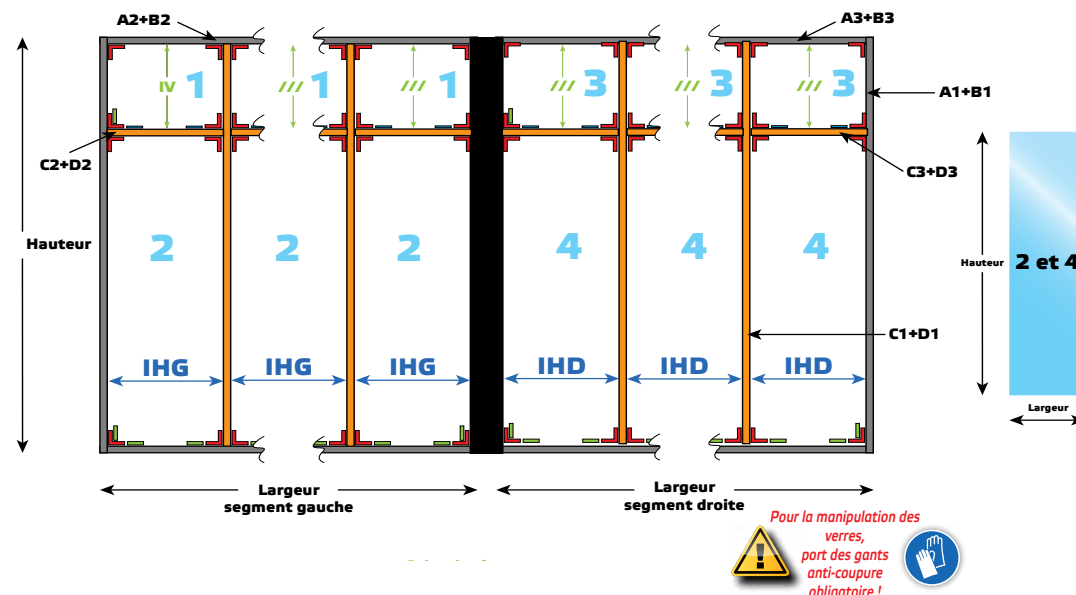 A2+B2
A3+B3
IV 1 /// 1 /// 1 /// 3 /// 3 /// 3
A1+B1
C2+D2
C3+D3
Hauteur
2 2 2 4 4 4
Hauteur
2 et 4
C1+D1
IHG IHG IHG IHD IHD IHD
Largeur
Largeur
segment gauche
Largeur
segment droite
Pour la manipulation des
verres,
port des gants
anti-coupure
obligatoire !